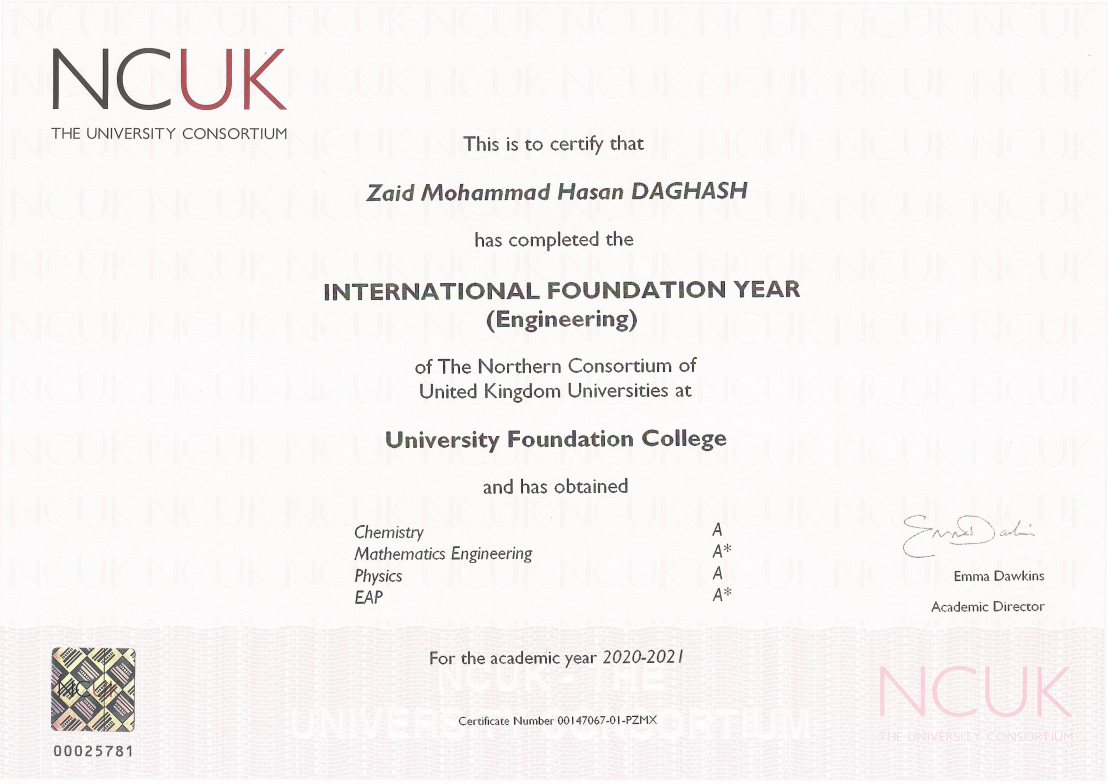 NCUK
THE UNIVERSITY CONSORTIUM
This is to certify that
Zaid Mohammad Hasan DAGHASH
has completed the
INTERNATIONAL FOUNDATION YEAR
(Engineering)
of The Northern Consortium of
United Kingdom Universities at
University Foundation College
and has obtained
Chemistry A
Mathematics Engineering A*
Physics A
EAP A*
Emma Dawkins
Emma Dawkins
Academic Director
For the academic year 2020-2021
NCUK - THE
UNIVERSITY CONSORTIUM
Certificate Number 00147067-01-PZMX
NCUK
00025781
NCUK
THE UNIVERSITY CONSORTIUM